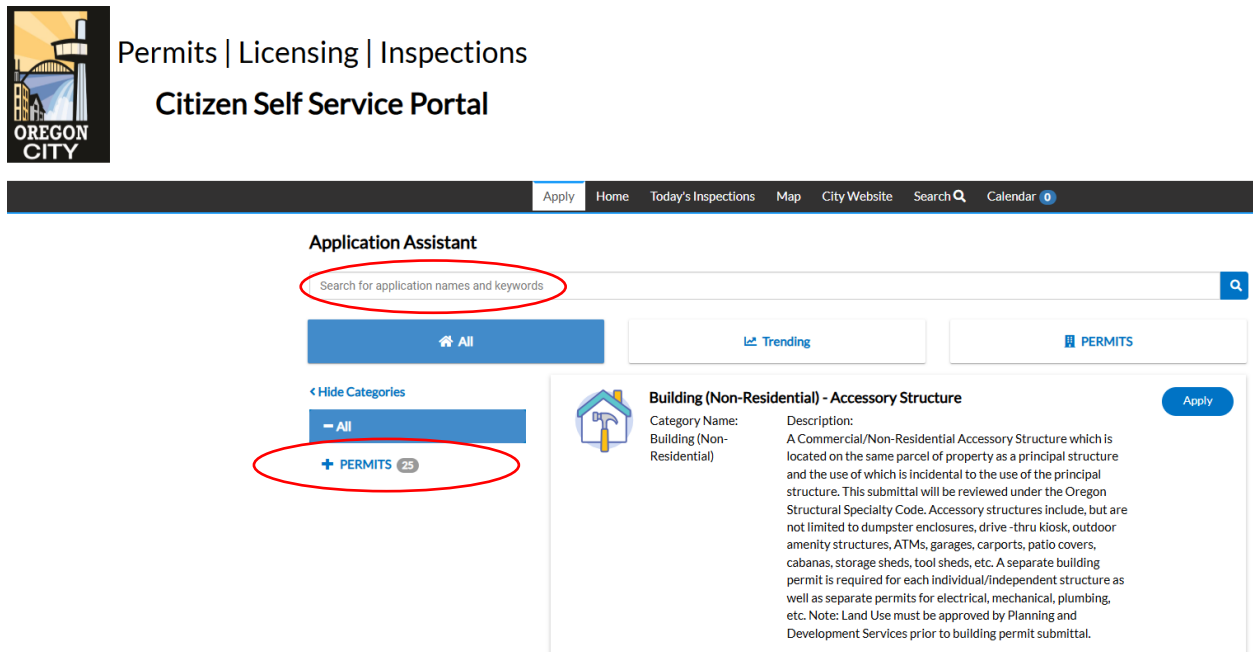 OREGON
CITY
Permits | Licensing | Inspections
Citizen Self Service Portal
Apply Home Today's Inspections Map City Website Search Calendar 0
Application Assistant
Search for application names and keywords
All Trending PERMITS
Hide Categories
All
PERMITS 25
Building (Non-Residential) - Accessory Structure
Apply
Category Name:
Building (Non-
Residential)
Description:
A Commercial/Non-Residential Accessory Structure which is
located on the same parcel of property as a principal structure
and the use of which is incidental to the use of the principal
structure. This submittal will be reviewed under the Oregon
Structural Specialty Code. Accessory structures include, but are
not limited to dumpster enclosures, drive -thru kiosk, outdoor
amenity structures, ATMs, garages, carports, patio covers,
cabanas, storage sheds, tool sheds, etc. A separate building
permit is required for each individual/independent structure as
well as separate permits for electrical, mechanical, plumbing,
etc. Note: Land Use must be approved by Planning and
Development Services prior to building permit submittal.